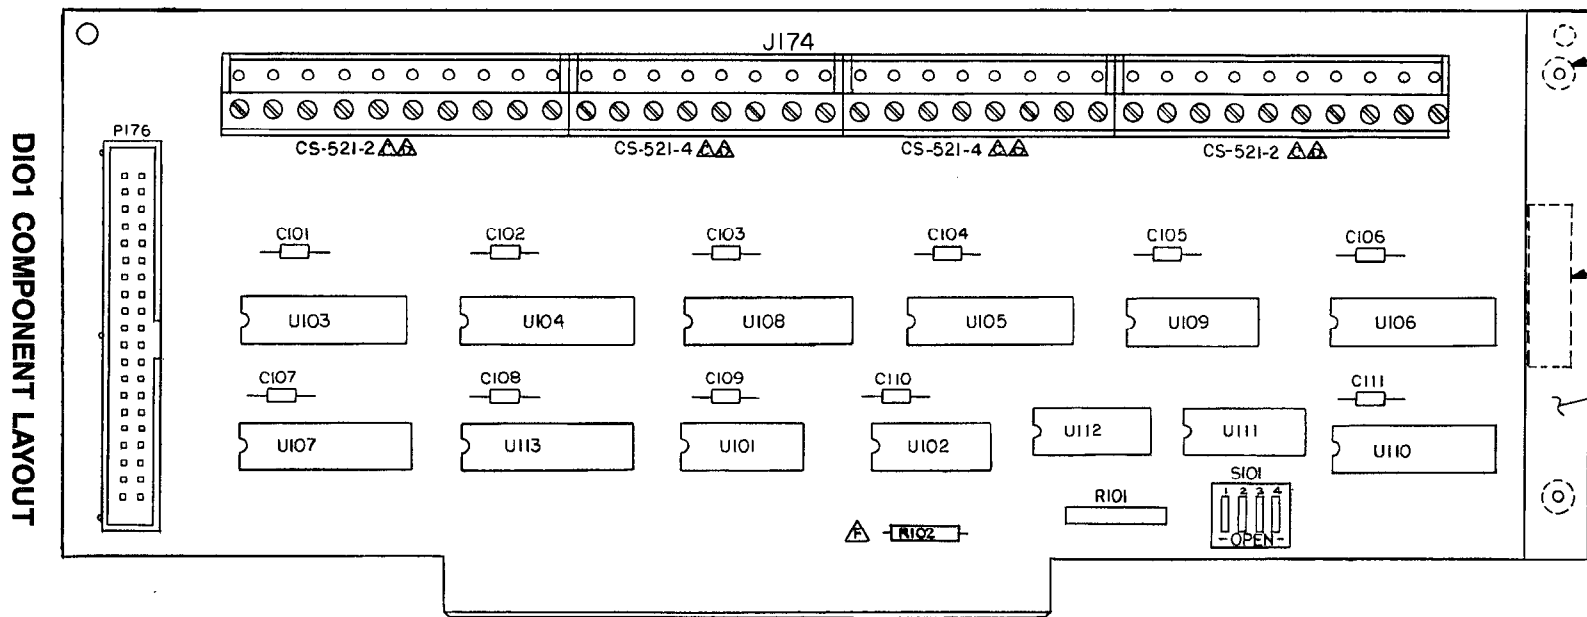 DIO1 COMPONENT LAYOUT
J174
P176
CS-521-2 C D
CS-521-4 C D
CS-521-4 C D
CS-521-2 C D
C101
C102
C103
C104
C105
C106
U103
U104
U108
U105
U109
U106
C107
C108
C109
C110
C111
U107
U113
U101
U102
U112
U111
U110
S101
1 2 3 4
-OPEN-
R101
F
R102